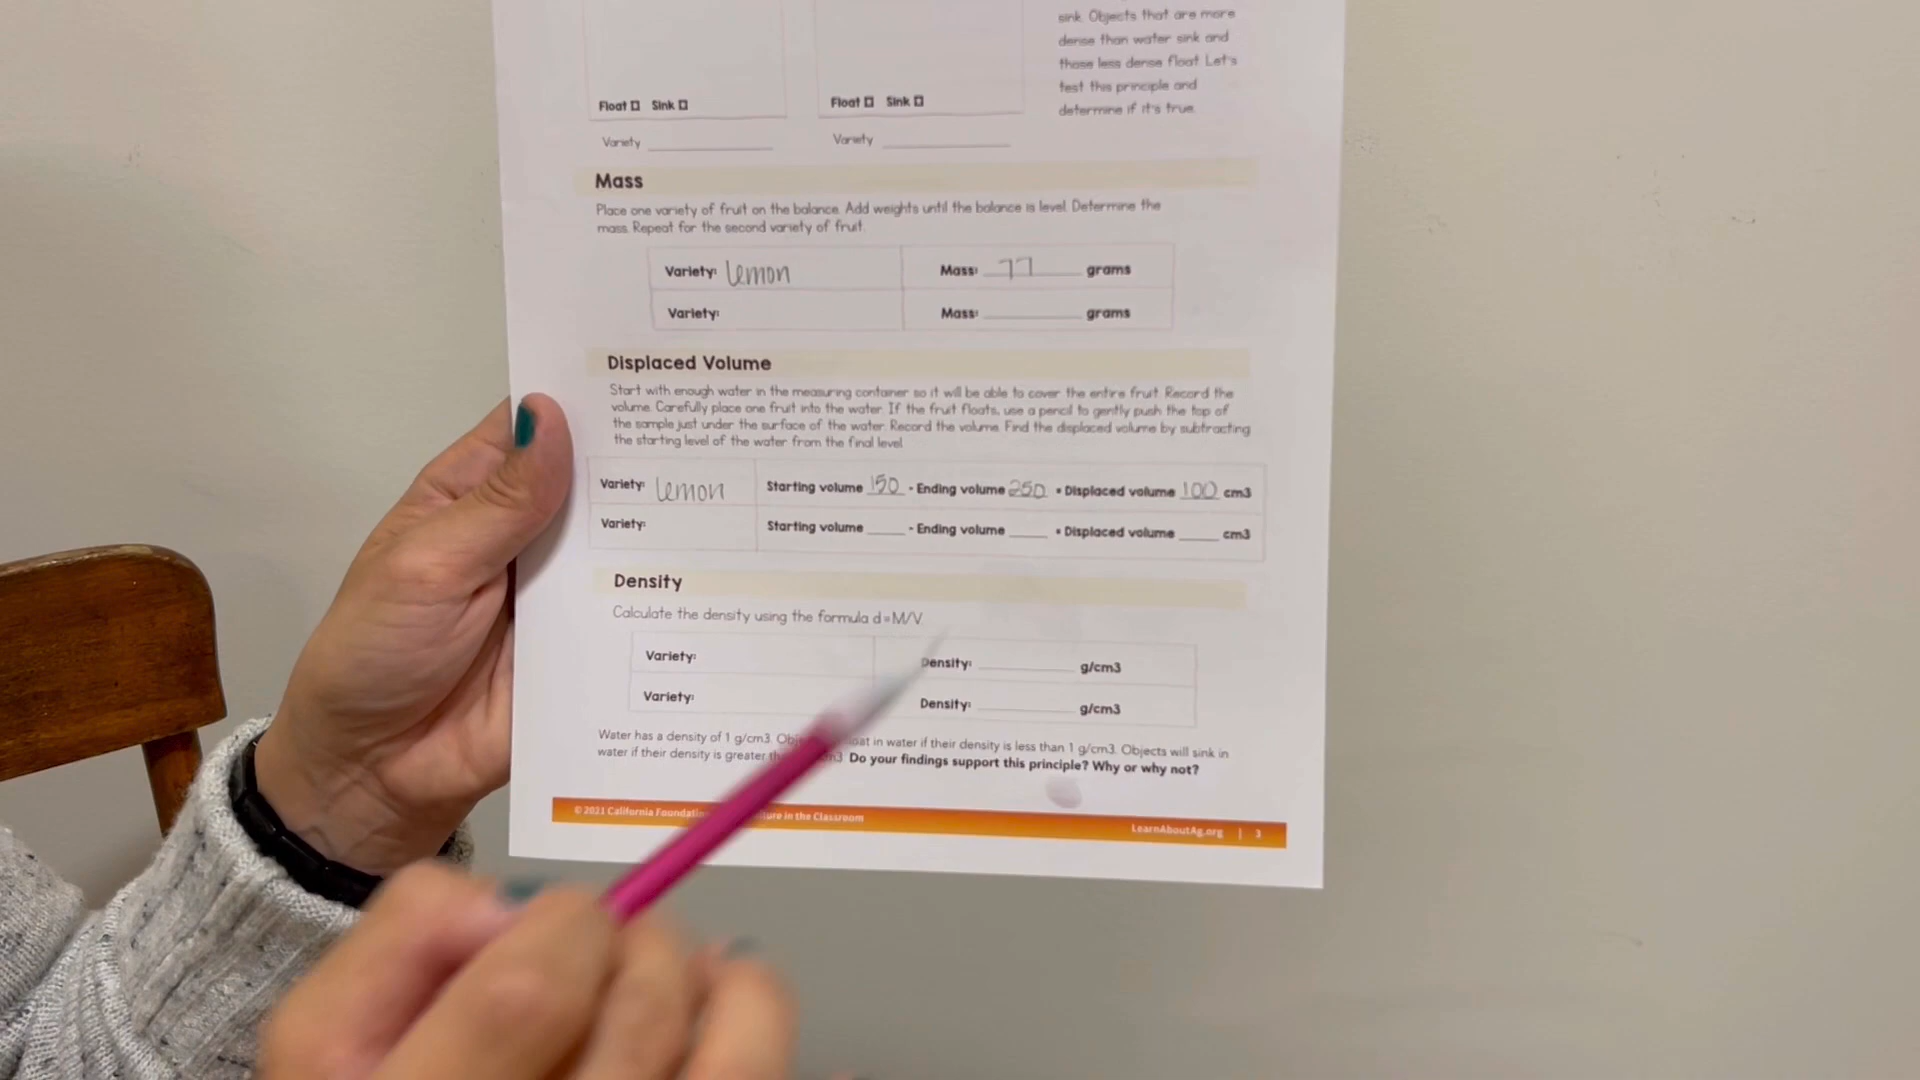 sink. Objects that are more
dense than water sink and
those less dense float. Let's
test this principle and
determine if it's true.
Float Sink
Float Sink
Variety
Variety
Mass
Place one variety of fruit on the balance. Add weights until the balance is level. Determine the
mass. Repeat for the second variety of fruit.
Variety: lemon Mass: 77 grams
Variety: Mass: grams
Displaced Volume
Start with enough water in the measuring container so it will be able to cover the entire fruit. Record the
volume. Carefully place one fruit into the water. If the fruit floats, use a pencil to gently push the top of
the sample just under the surface of the water. Record the volume. Find the displaced volume by subtracting
the starting level of the water from the final level.
Variety: lemon Starting volume 150 - Ending volume 250 = Displaced volume 100 cm3
Variety: Starting volume - Ending volume = Displaced volume cm3
Density
Calculate the density using the formula d=M/V
Variety: Density: g/cm3
Variety: Density: g/cm3
Water has a density of 1 g/cm3. in water if their density is less than 1 g/cm3. Objects will sink in
water if their density is greater Do your findings support this principle? Why or why not?
© 2021 California in the Classroom LearnAboutAg.org | 3